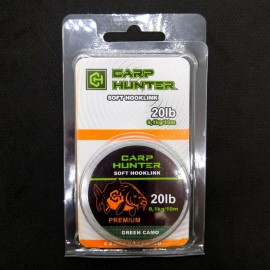 CARP
HUNTER
SOFT HOOKLINK
20lb
9,1kg/10m
CARP
HUNTER
SOFT HOOKLINK
20lb
9,1kg/10m
PREMIUM
GREEN CAMO